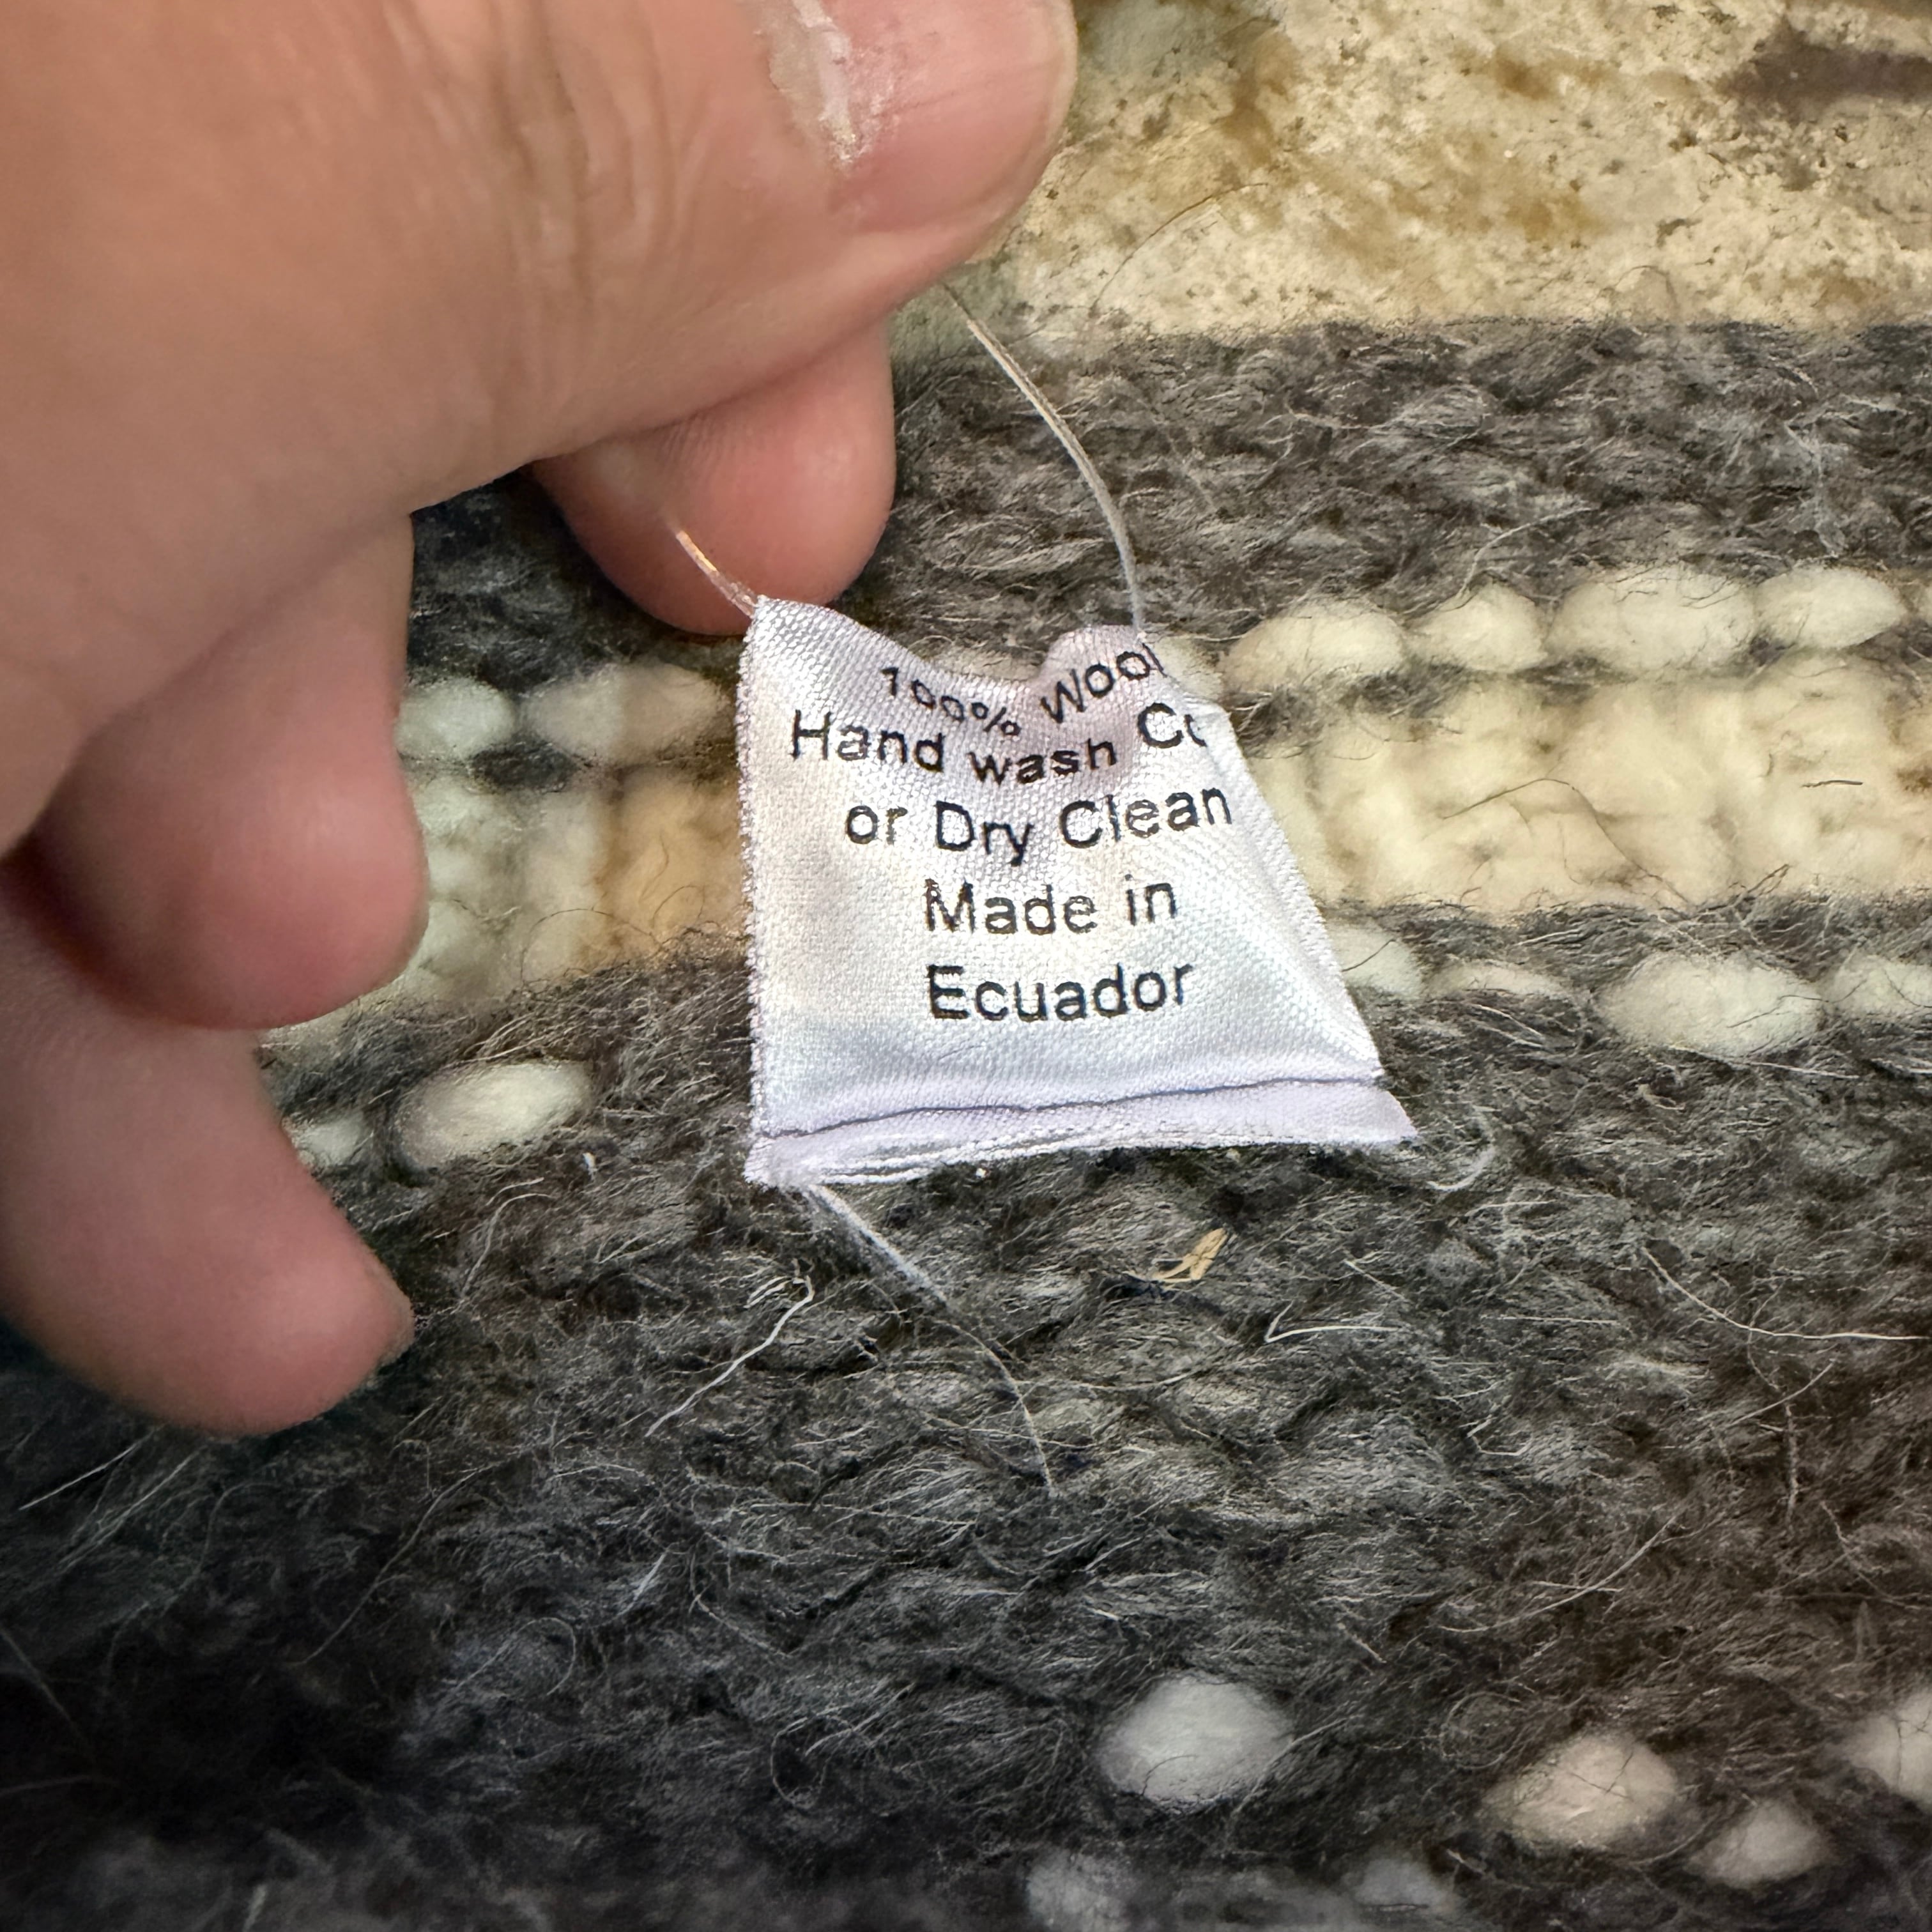 100% Wool
Hand wash
or Dry Clean
Made in
Ecuador